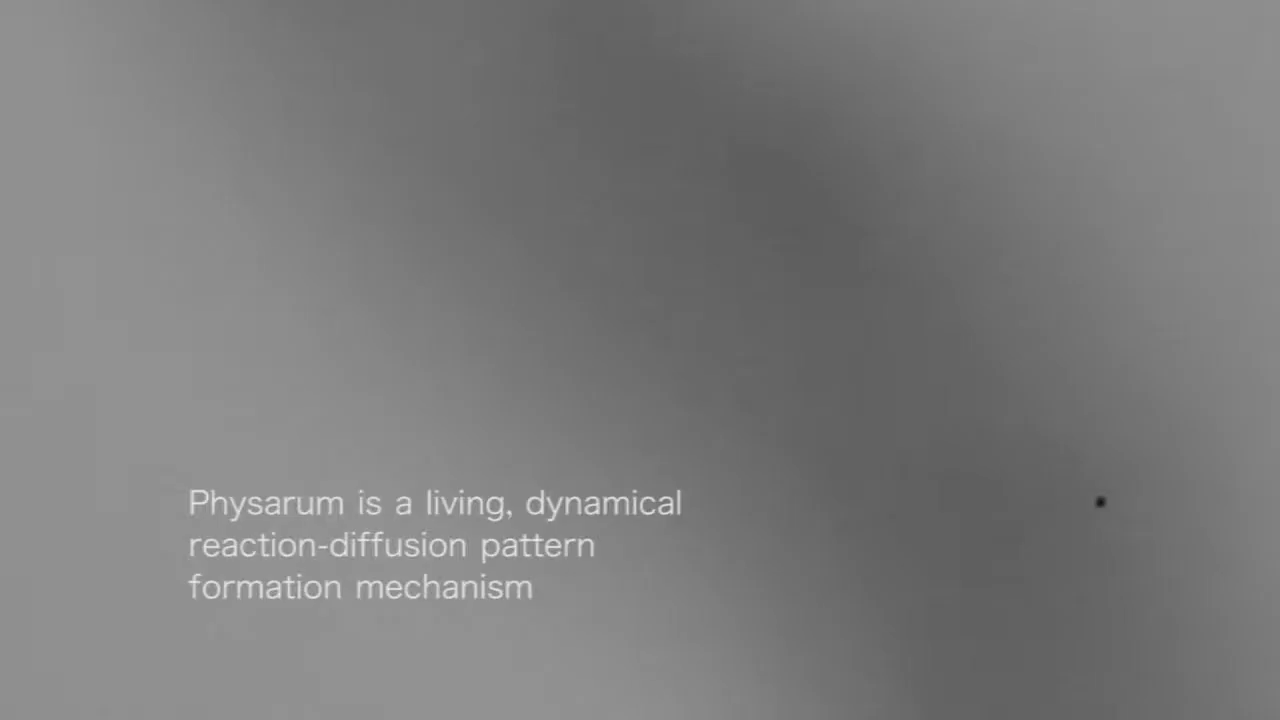 Physarum is a living, dynamical
reaction-diffusion pattern
formation mechanism